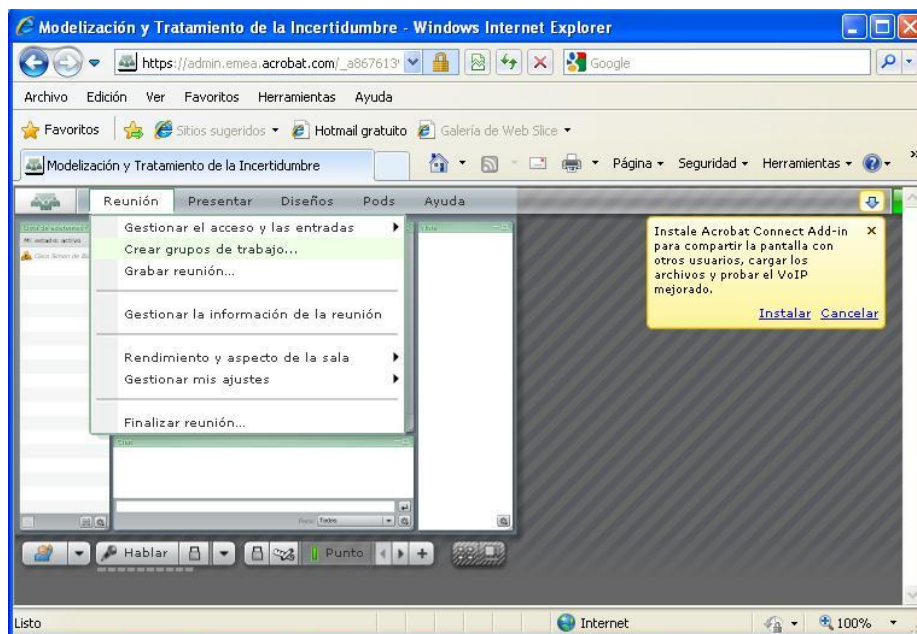 Modelización y Tratamiento de la Incertidumbre - Windows Internet Explorer
https://admin.emea.acrobat.com/_a867613
Google
Archivo Edición Ver Favoritos Herramientas Ayuda
Favoritos Sitios sugeridos Hotmail gratuito Galería de Web Slice
Modelización y Tratamiento de la Incertidumbre Página Seguridad Herramientas
Reunión Presentar Diseños Pods Ayuda
Gestionar el acceso y las entradas
Crear grupos de trabajo...
Grabar reunión...
Gestionar la información de la reunión
Rendimiento y aspecto de la sala
Gestionar mis ajustes
Finalizar reunión...
Mi estado: activo
Instale Acrobat Connect Add-in
para compartir la pantalla con
otros usuarios, cargar los
archivos y probar el VoIP
mejorado.
Instalar Cancelar
Chat
Todos
Hablar Punto
Listo Internet 100%